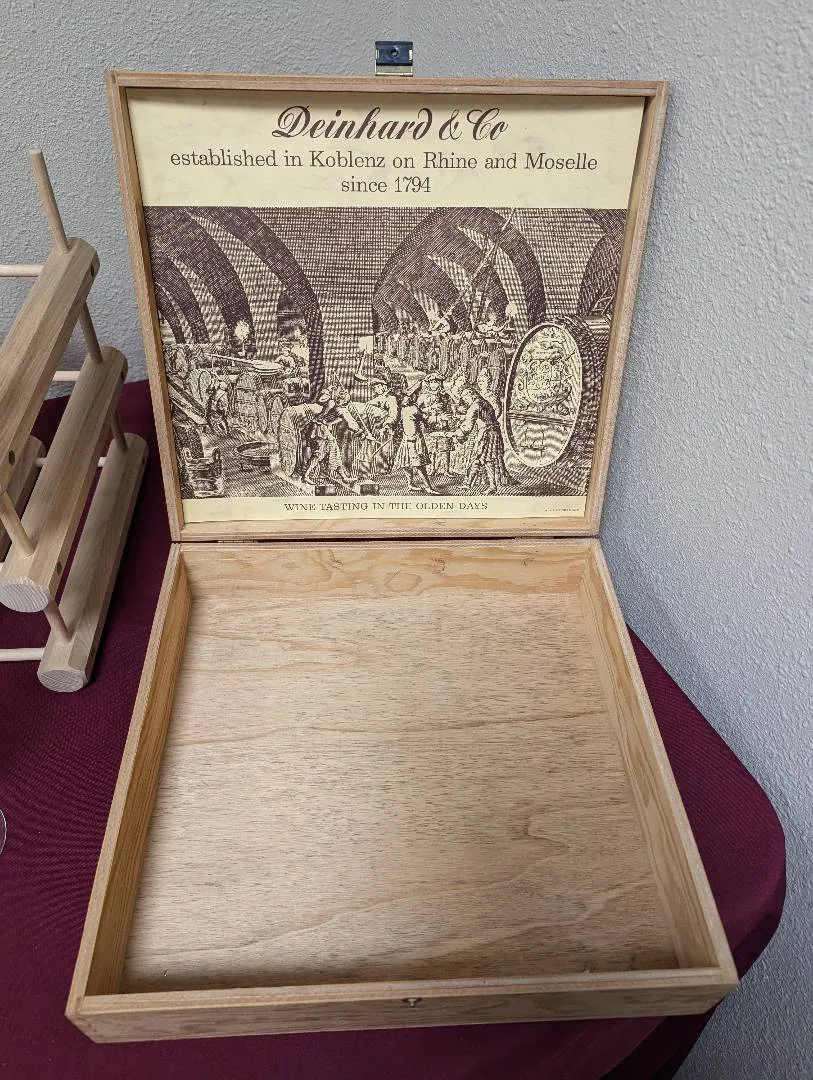 Deinhard & Co
established in Koblenz on Rhine and Moselle
since 1794
WINE TASTING IN THE OLDEN DAYS